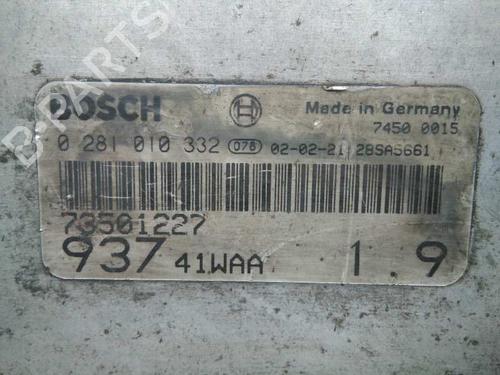 B-PARTS
BOSCH
Made in Germany
7450 0015
0 281 010 332 078 02-02-21 28SA5661
73501227
937 41WAA 1 9